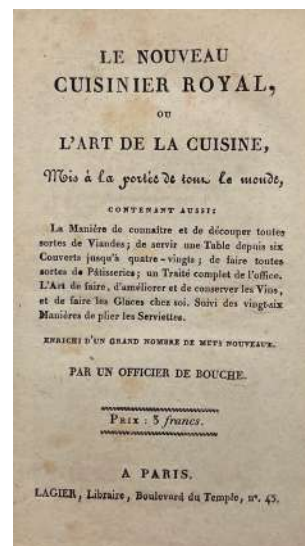 LE NOUVEAU
CUISINIER ROYAL,
OU
L'ART DE LA CUISINE,
Mis à la portée de tout le monde,
CONTENANT AUSSI:
La Manière de connaître et de découper toutes
sortes de Viandes; de servir une Table depuis six
Couverts jusqu'à quatre-vingts; de faire toutes
sortes de Pâtisseries; un Traité complet de l'office.
L'Art de faire, d'améliorer et de conserver les Vins,
et de faire les Glaces chez soi. Suivi des vingt-six
Manières de plier les Serviettes.
ENRICHI D'UN GRAND NOMBRE DE METS NOUVEAUX.
PAR UN OFFICIER DE BOUCHE.
PRIX : 3 francs.
A PARIS.
LAGIER, Libraire, Boulevard du Temple, n°. 45.